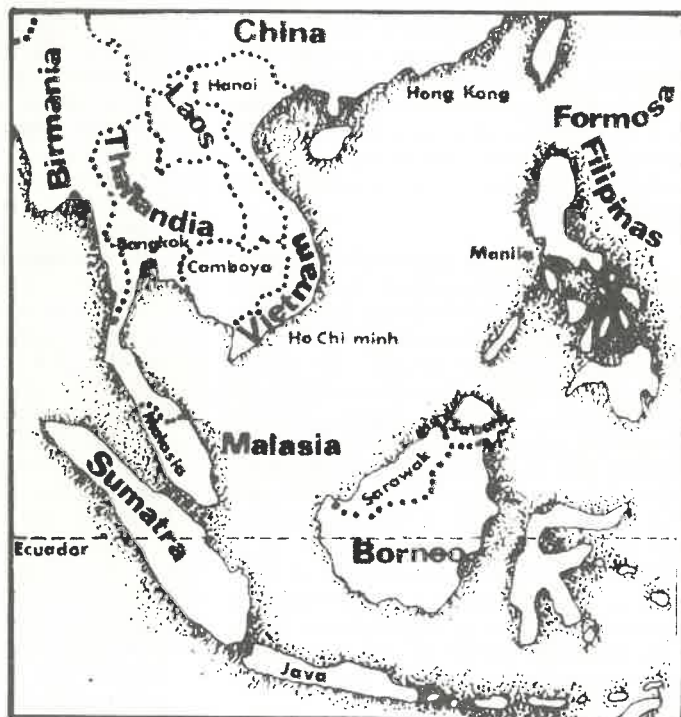 China
Hanoi
Hong Kong
Formosa
Birmania
Laos
Filipinas
Thailandia
Bangkok
Camboya
Vietnam
Manila
Ho Chi minh
Malasia
Malasia
Sabah
Sarawak
Sumatra
Ecuador
Borneo
Java